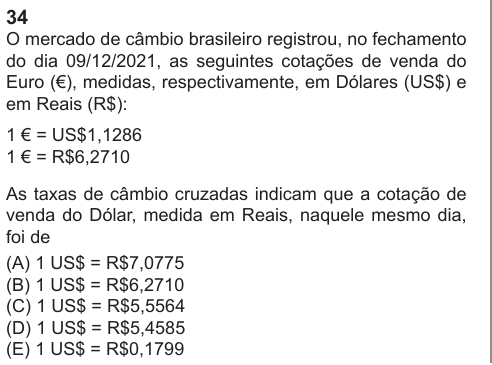 34
O mercado de câmbio brasileiro registrou, no fechamento
do dia 09/12/2021, as seguintes cotações de venda do
Euro (€), medidas, respectivamente, em Dólares (US$) e
em Reais (R$):
1 € = US$1,1286
1 € = R$6,2710
As taxas de câmbio cruzadas indicam que a cotação de
venda do Dólar, medida em Reais, naquele mesmo dia,
foi de
(A) 1 US$ = R$7,0775
(B) 1 US$ = R$6,2710
(C) 1 US$ = R$5,5564
(D) 1 US$ = R$5,4585
(E) 1 US$ = R$0,1799